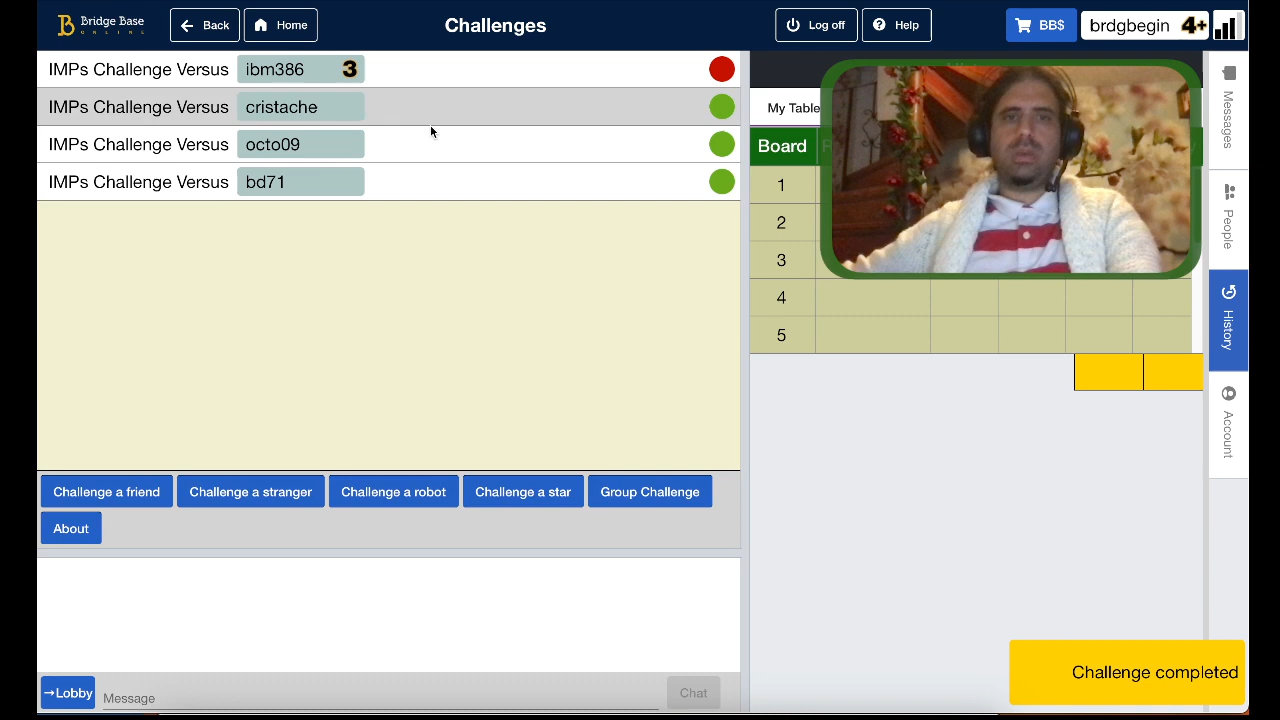 Bridge Base
ONLINE
Back
Home
Challenges
Log off
Help
BB$
brdgbegin 4+
IMPs Challenge Versus ibm386 3
IMPs Challenge Versus cristache
IMPs Challenge Versus octo09
IMPs Challenge Versus bd71
My Table
Board
1
2
3
4
5
Messages
People
History
Account
Challenge a friend
Challenge a stranger
Challenge a robot
Challenge a star
Group Challenge
About
→Lobby
Message
Chat
Challenge completed